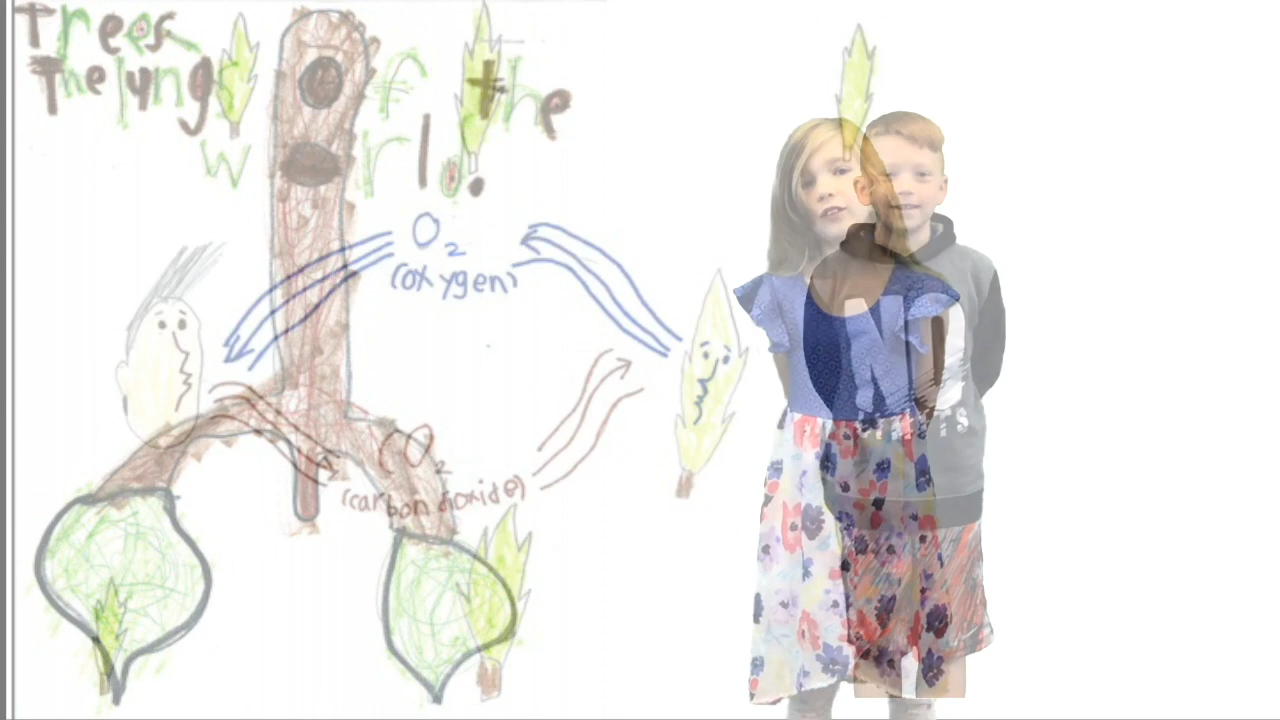 Trees
The lungs of the
world.
O2
(oxygen)
CO2
(carbon dioxide)